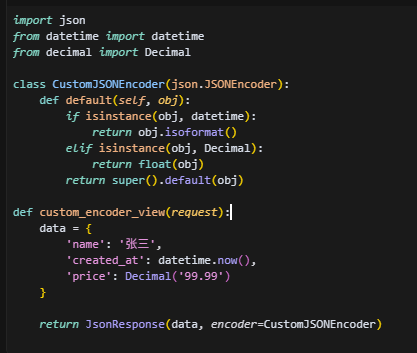 import json
from datetime import datetime
from decimal import Decimal

class CustomJSONEncoder(json.JSONEncoder):
    def default(self, obj):
        if isinstance(obj, datetime):
            return obj.isoformat()
        elif isinstance(obj, Decimal):
            return float(obj)
        return super().default(obj)

def custom_encoder_view(request):
    data = {
        'name': '张三',
        'created_at': datetime.now(),
        'price': Decimal('99.99')
    }

    return JsonResponse(data, encoder=CustomJSONEncoder)